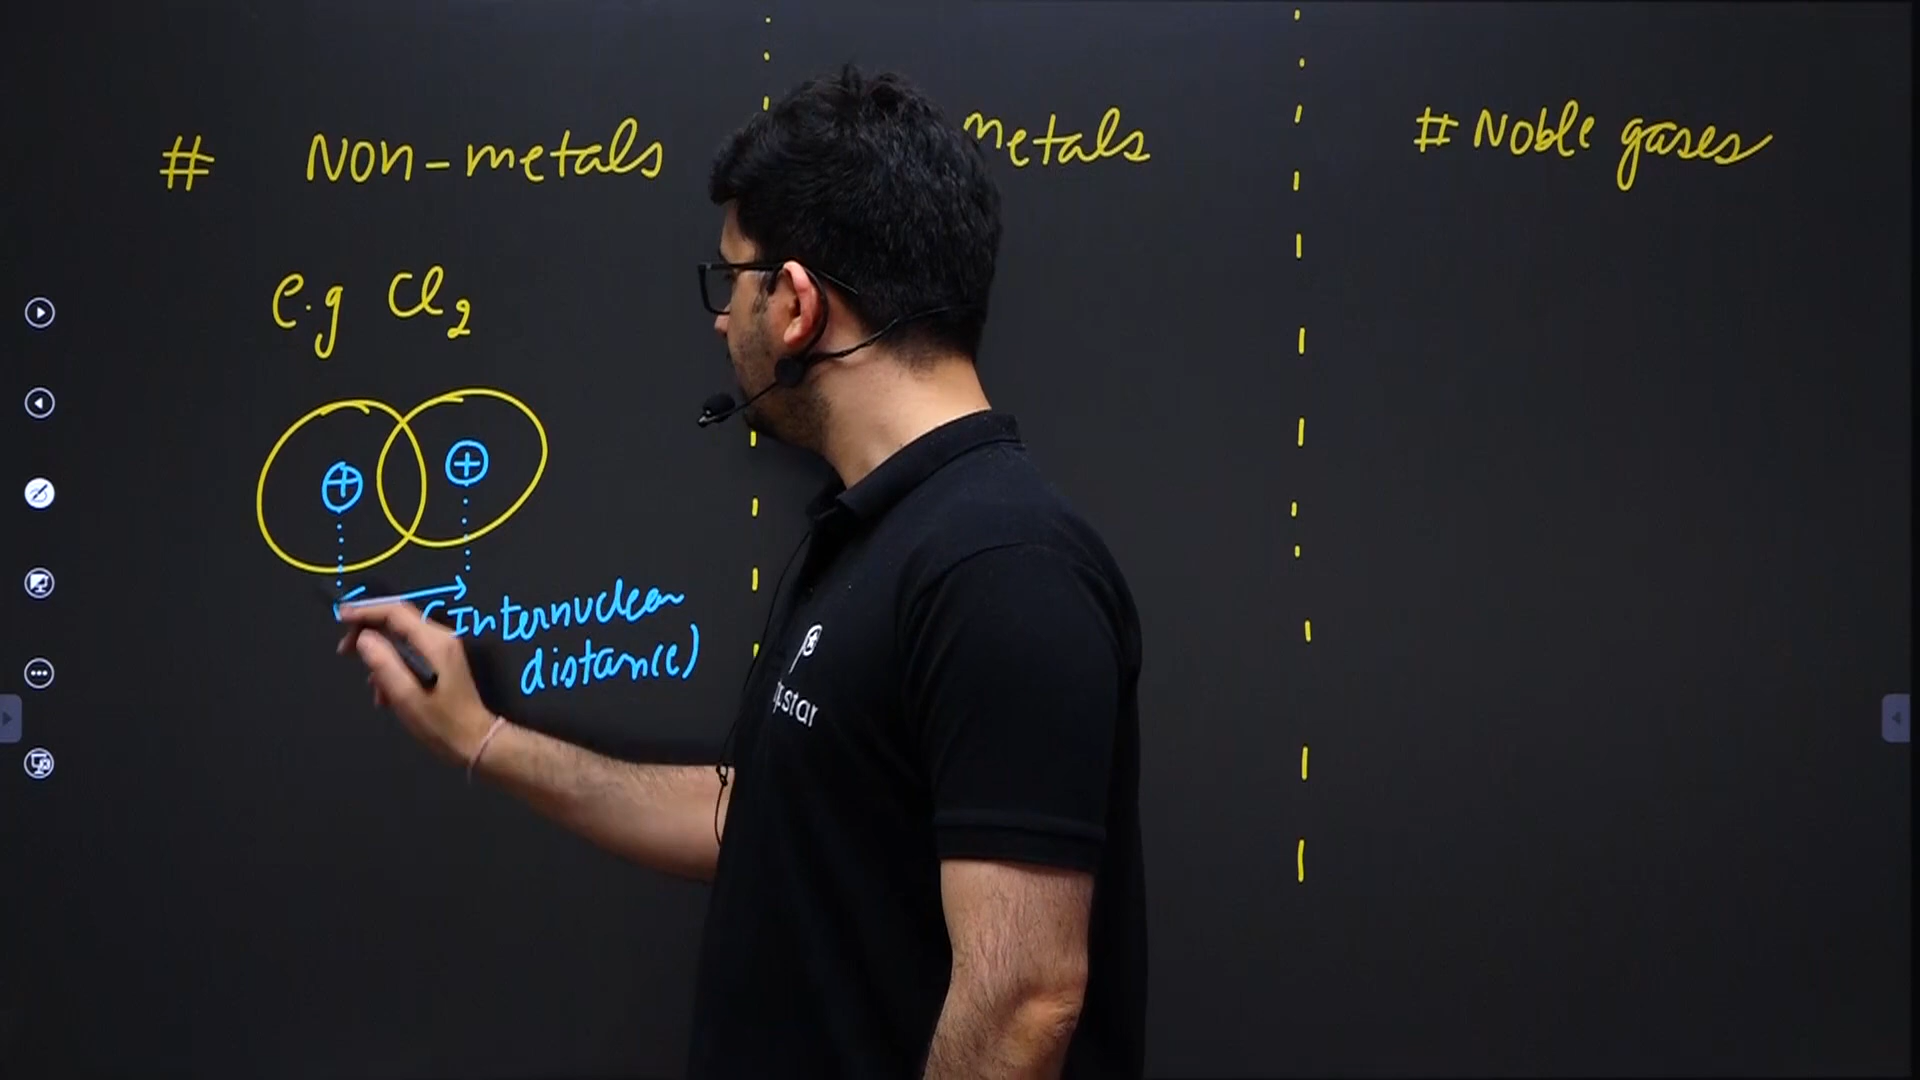 # Non-metals
Metals
# Noble gases
e.g Cl2
(Internuclear
distance)